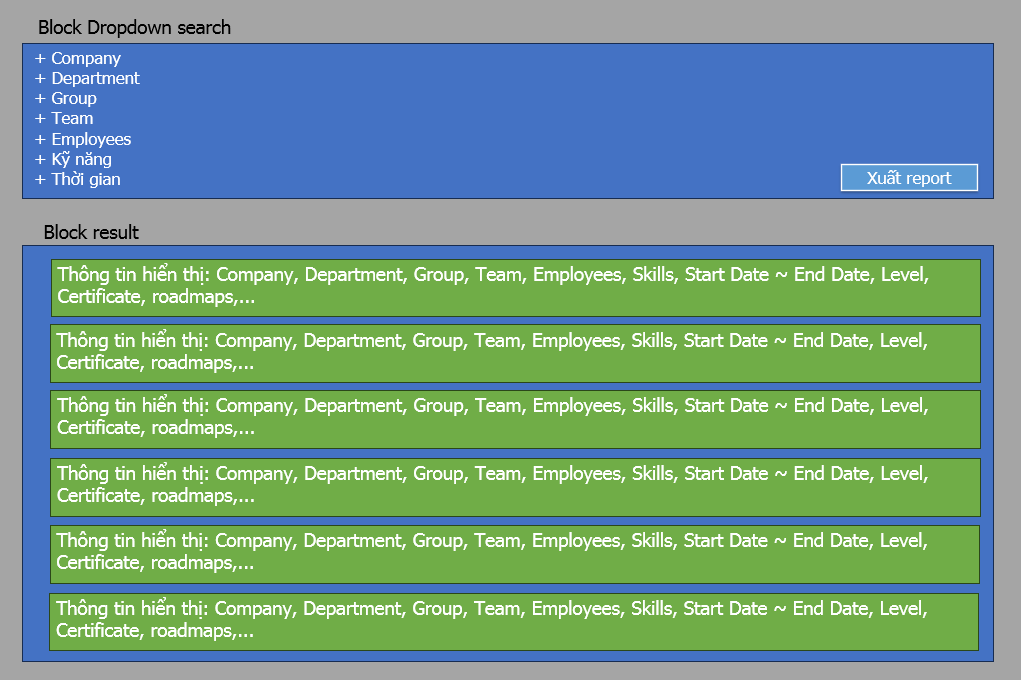 Block Dropdown search
+ Company
+ Department
+ Group
+ Team
+ Employees
+ Kỹ năng
+ Thời gian
Xuất report
Block result
Thông tin hiển thị: Company, Department, Group, Team, Employees, Skills, Start Date ~ End Date, Level,
Certificate, roadmaps,...
Thông tin hiển thị: Company, Department, Group, Team, Employees, Skills, Start Date ~ End Date, Level,
Certificate, roadmaps,...
Thông tin hiển thị: Company, Department, Group, Team, Employees, Skills, Start Date ~ End Date, Level,
Certificate, roadmaps,...
Thông tin hiển thị: Company, Department, Group, Team, Employees, Skills, Start Date ~ End Date, Level,
Certificate, roadmaps,...
Thông tin hiển thị: Company, Department, Group, Team, Employees, Skills, Start Date ~ End Date, Level,
Certificate, roadmaps,...
Thông tin hiển thị: Company, Department, Group, Team, Employees, Skills, Start Date ~ End Date, Level,
Certificate, roadmaps,...